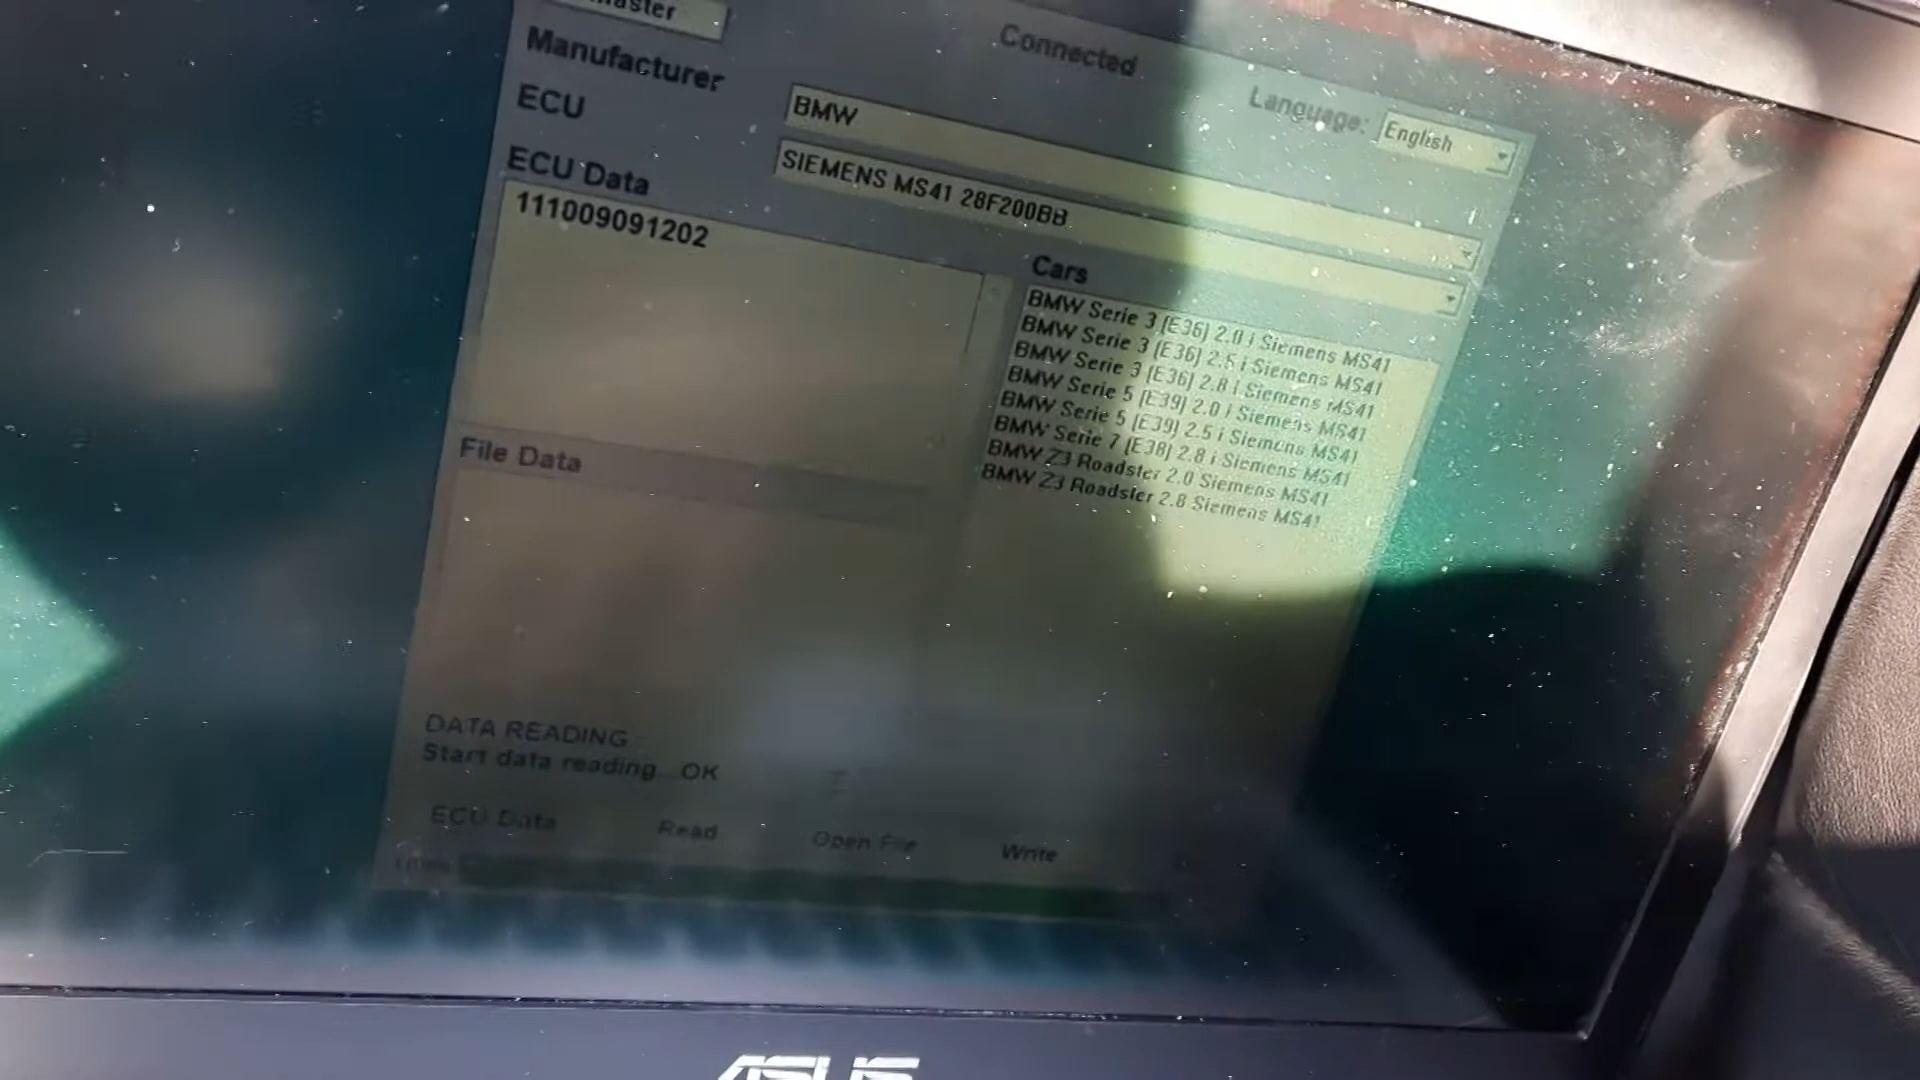 Connected
Manufacturer
Language: English
ECU
BMW
SIEMENS MS41 28F200BB
ECU Data
111009091202
Cars
BMW Serie 3 [E36] 2.0 i Siemens MS41
BMW Serie 3 [E36] 2.5 i Siemens MS41
BMW Serie 3 [E36] 2.8 i Siemens MS41
BMW Serie 5 [E39] 2.0 i Siemens MS41
BMW Serie 5 [E39] 2.5 i Siemens MS41
BMW Serie 7 [E38] 2.8 i Siemens MS41
BMW Z3 Roadster 2.0 Siemens MS41
BMW Z3 Roadster 2.8 Siemens MS41
File Data
DATA READING
Start data reading...OK
ECU Data
Read
Open File
Write
ASUS